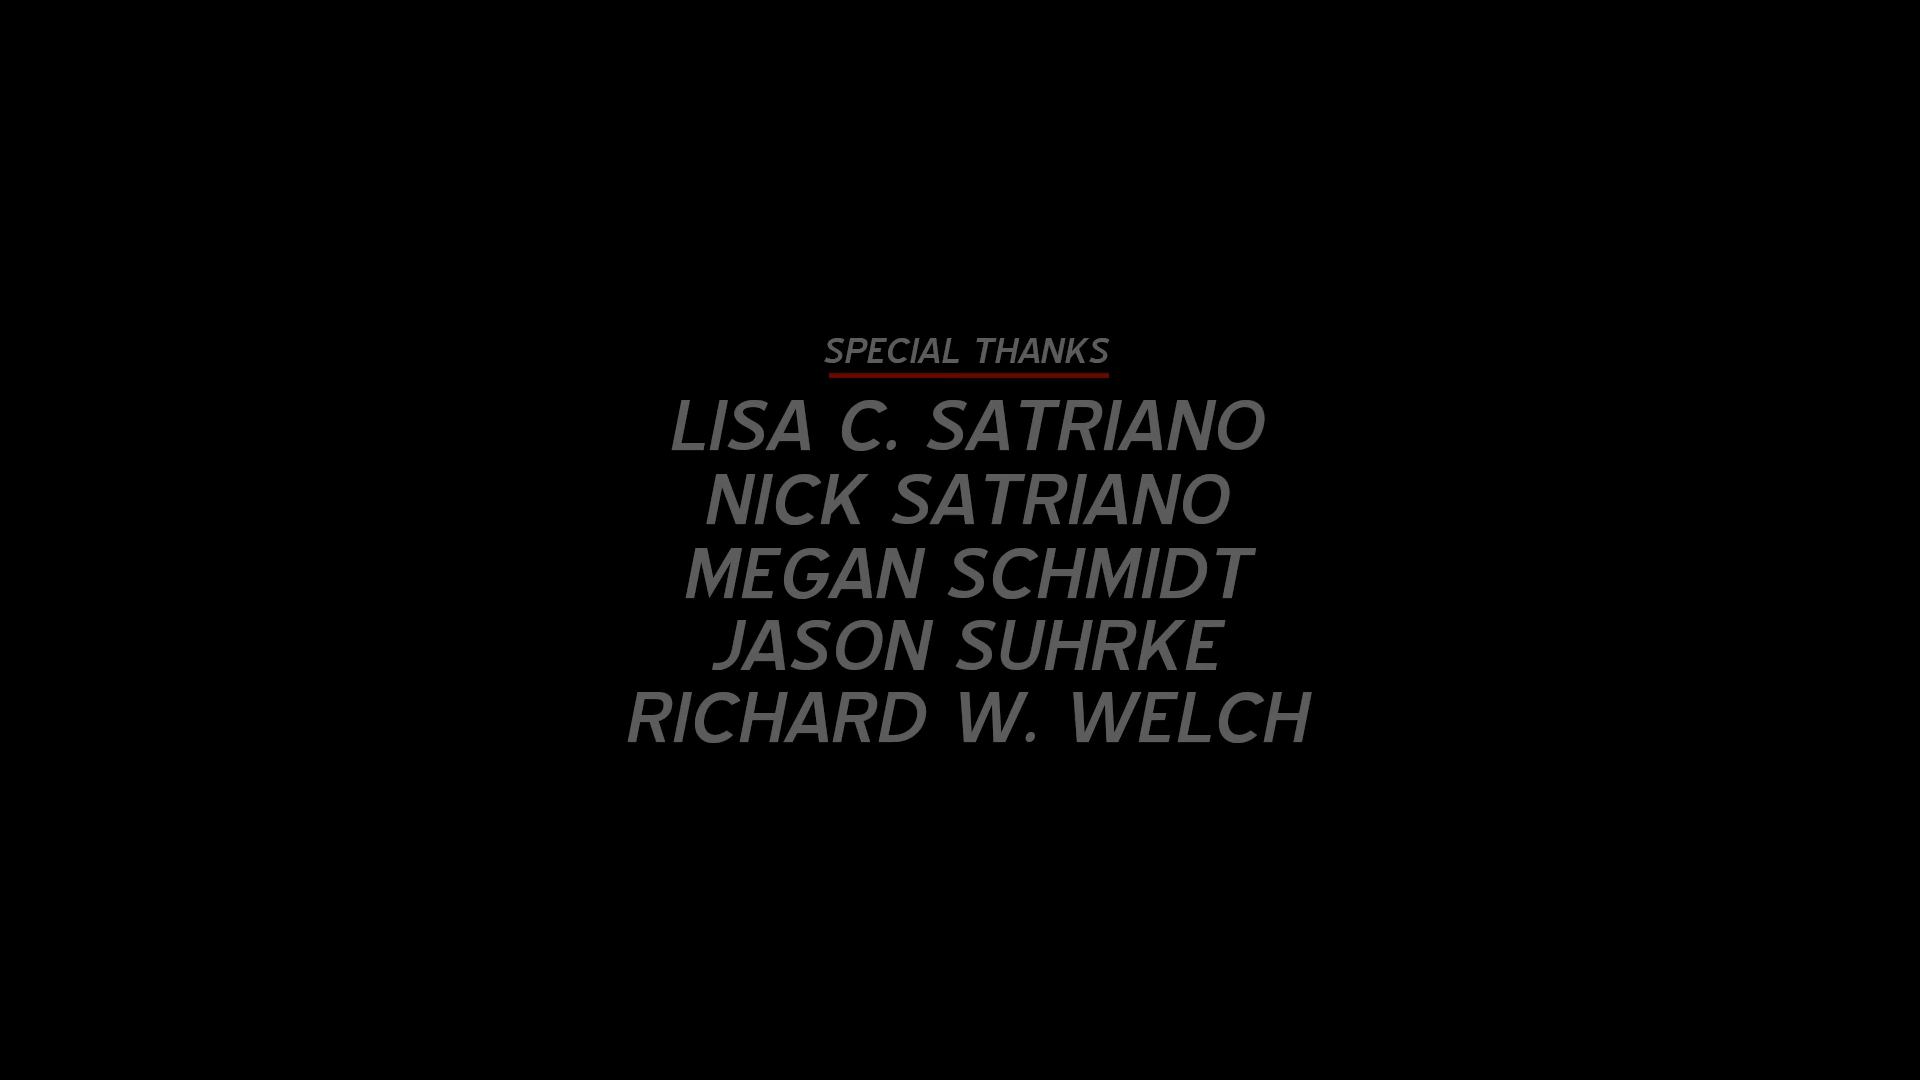 SPECIAL THANKS
LISA C. SATRIANO
NICK SATRIANO
MEGAN SCHMIDT
JASON SUHRKE
RICHARD W. WELCH